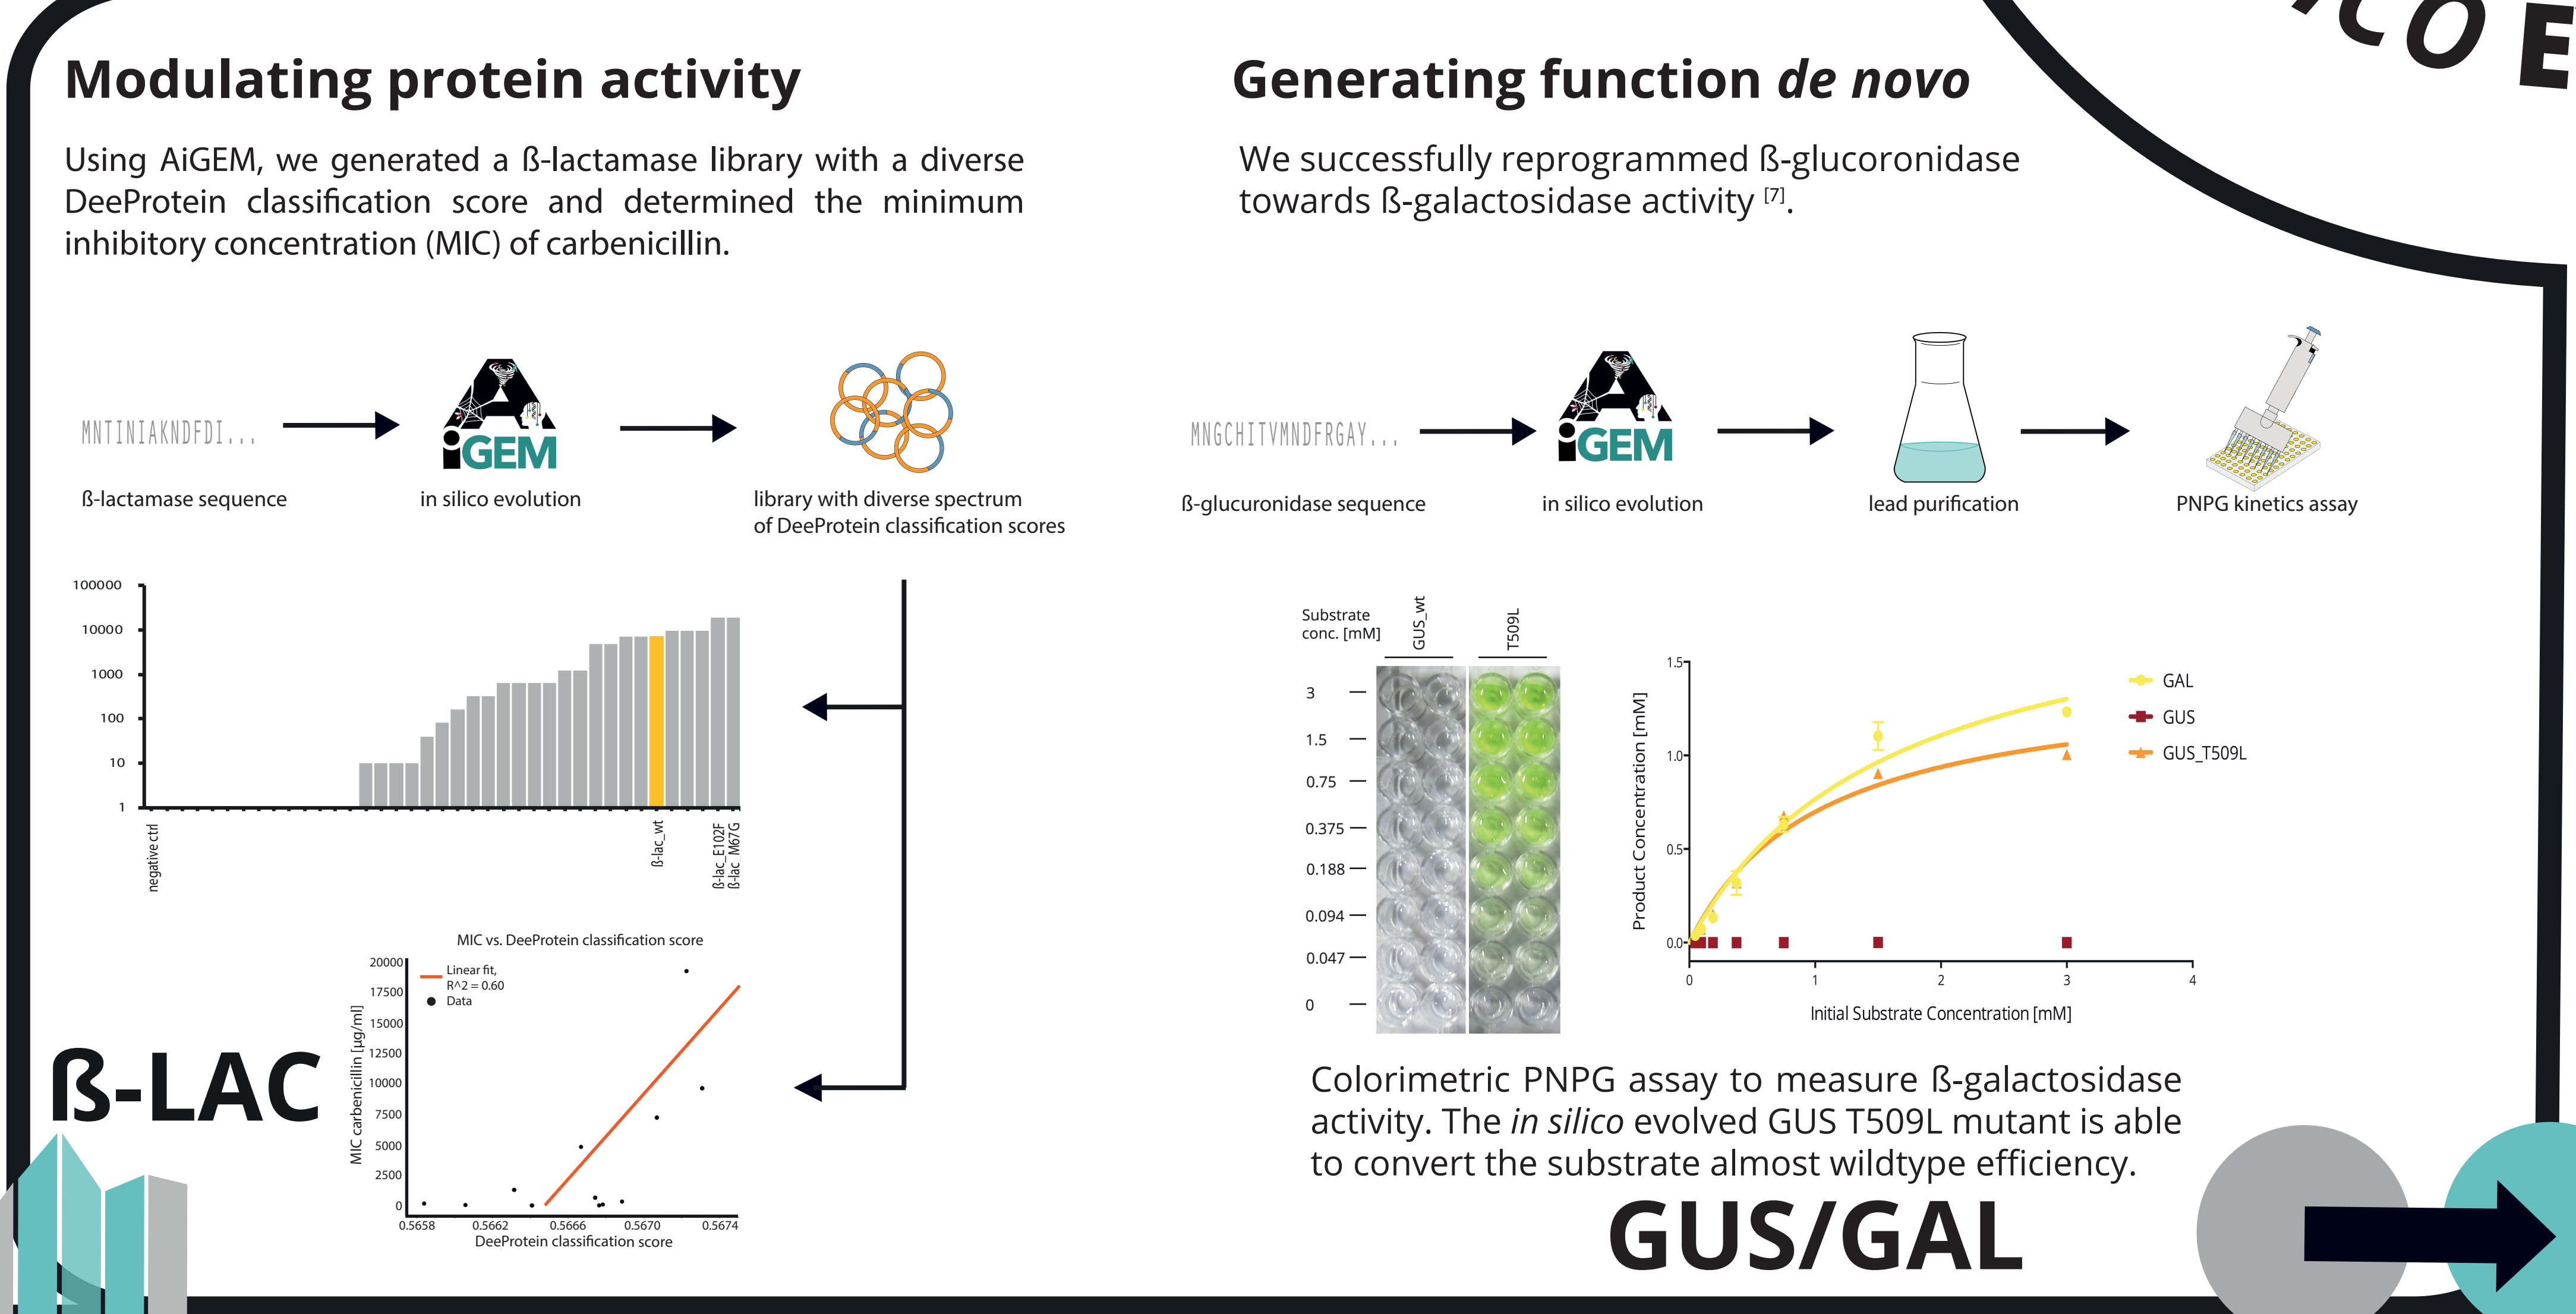 ICO E
Modulating protein activity
Using AiGEM, we generated a ß-lactamase library with a diverse
DeeProtein classification score and determined the minimum
inhibitory concentration (MIC) of carbenicillin.
MNTINIAKNDFDI...
A
iGEM
ß-lactamase sequence
in silico evolution
library with diverse spectrum
of DeeProtein classification scores
100000
10000
1000
100
10
1
negative ctrl
ß-lac_wt
ß-lac_E102F
ß-lac_M67G
MIC vs. DeeProtein classification score
Linear fit,
R^2 = 0.60
Data
MIC carbenicillin [µg/ml]
20000
17500
15000
12500
10000
7500
5000
2500
0
0.5658 0.5662 0.5666 0.5670 0.5674
DeeProtein classification score
ß-LAC
Generating function de novo
We successfully reprogrammed ß-glucoronidase
towards ß-galactosidase activity [7].
MNGCHITVMNDFRGAY...
A
iGEM
ß-glucuronidase sequence
in silico evolution
lead purification
PNPG kinetics assay
Substrate
conc. [mM]
GUS_wt
T509L
3
1.5
0.75
0.375
0.188
0.094
0.047
0
Product Concentration [mM]
1.5
1.0
0.5
0.0
0 1 2 3 4
Initial Substrate Concentration [mM]
GAL
GUS
GUS_T509L
Colorimetric PNPG assay to measure ß-galactosidase
activity. The in silico evolved GUS T509L mutant is able
to convert the substrate almost wildtype efficiency.
GUS/GAL